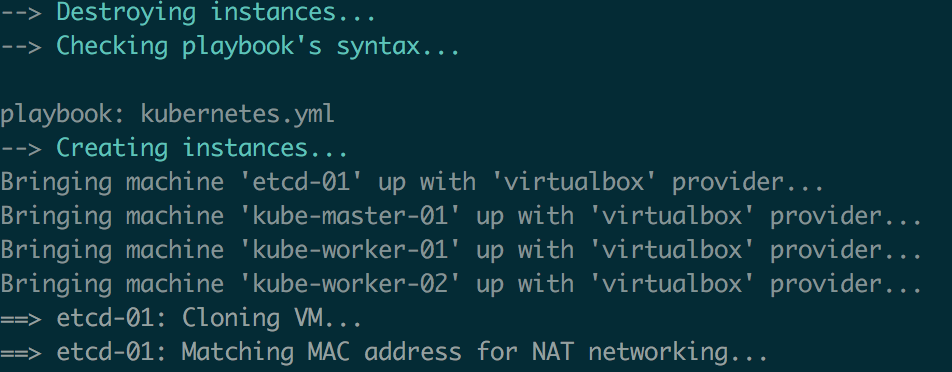 --> Destroying instances...
--> Checking playbook's syntax...
playbook: kubernetes.yml
--> Creating instances...
Bringing machine 'etcd-01' up with 'virtualbox' provider...
Bringing machine 'kube-master-01' up with 'virtualbox' provider...
Bringing machine 'kube-worker-01' up with 'virtualbox' provider...
Bringing machine 'kube-worker-02' up with 'virtualbox' provider...
==> etcd-01: Cloning VM...
==> etcd-01: Matching MAC address for NAT networking...